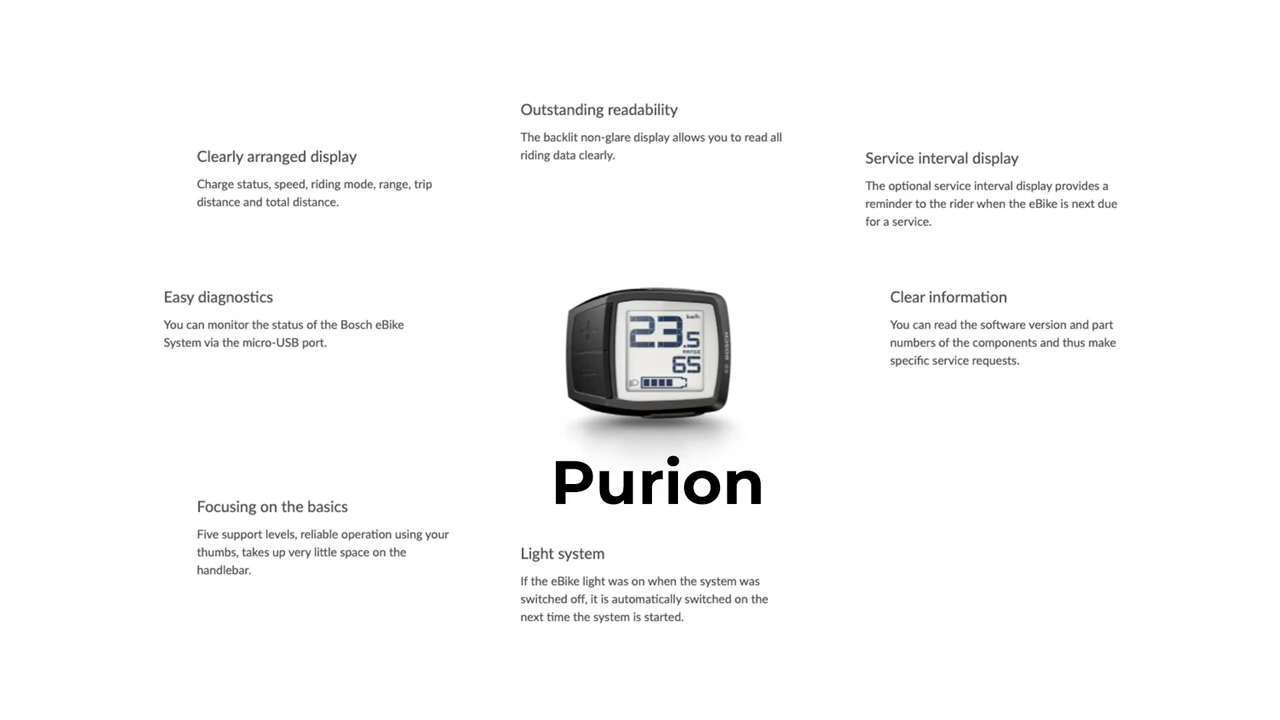 Outstanding readability
The backlit non-glare display allows you to read all
riding data clearly.
Clearly arranged display
Charge status, speed, riding mode, range, trip
distance and total distance.
Service interval display
The optional service interval display provides a
reminder to the rider when the eBike is next due
for a service.
Easy diagnostics
You can monitor the status of the Bosch eBike
System via the micro-USB port.
Clear information
You can read the software version and part
numbers of the components and thus make
specific service requests.
km/h
23.5
RANGE
65
BOSCH
Purion
Focusing on the basics
Five support levels, reliable operation using your
thumbs, takes up very little space on the
handlebar.
Light system
If the eBike light was on when the system was
switched off, it is automatically switched on the
next time the system is started.